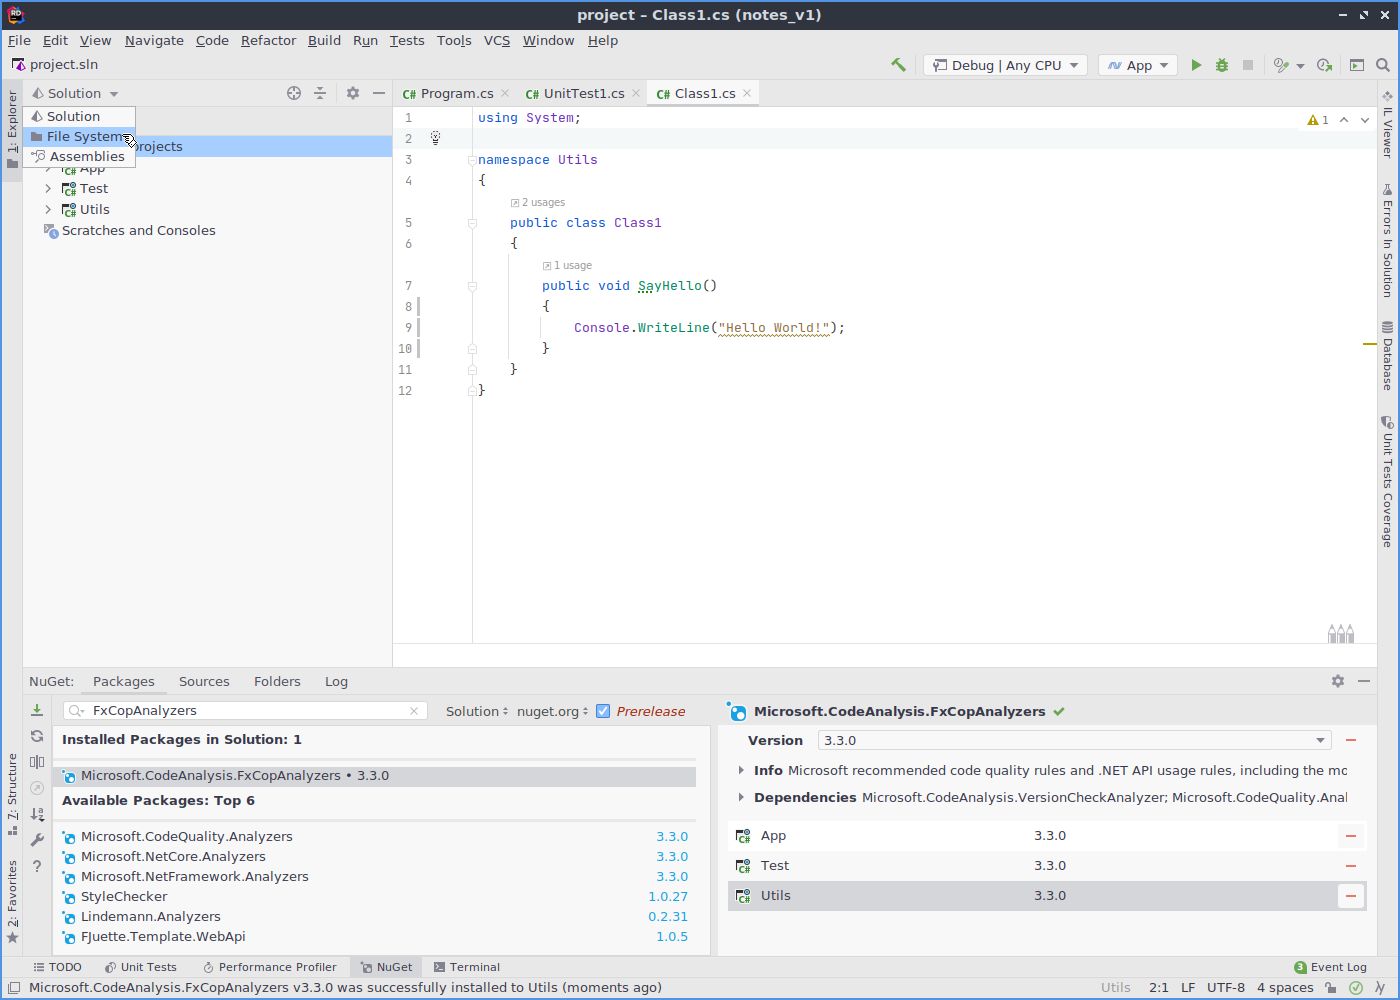 project – Class1.cs (notes_v1)
File Edit View Navigate Code Refactor Build Run Tests Tools VCS Window Help
project.sln
Debug | Any CPU
App
1: Explorer
Solution
Solution
File System
Assemblies
projects
App
Test
Utils
Scratches and Consoles
Program.cs
UnitTest1.cs
Class1.cs
1 using System;
2
3 namespace Utils
4 {
2 usages
5 public class Class1
6 {
1 usage
7 public void SayHello()
8 {
9 Console.WriteLine("Hello World!");
10 }
11 }
12 }
1
IL Viewer
Errors In Solution
Database
Unit Tests Coverage
NuGet: Packages Sources Folders Log
FxCopAnalyzers
Solution
nuget.org
Prerelease
Installed Packages in Solution: 1
Microsoft.CodeAnalysis.FxCopAnalyzers • 3.3.0
Available Packages: Top 6
Microsoft.CodeQuality.Analyzers 3.3.0
Microsoft.NetCore.Analyzers 3.3.0
Microsoft.NetFramework.Analyzers 3.3.0
StyleChecker 1.0.27
Lindemann.Analyzers 0.2.31
FJuette.Template.WebApi 1.0.5
Microsoft.CodeAnalysis.FxCopAnalyzers
Version 3.3.0
Info Microsoft recommended code quality rules and .NET API usage rules, including the mo
Dependencies Microsoft.CodeAnalysis.VersionCheckAnalyzer; Microsoft.CodeQuality.Anal
App 3.3.0
Test 3.3.0
Utils 3.3.0
7: Structure
2: Favorites
TODO
Unit Tests
Performance Profiler
NuGet
Terminal
3 Event Log
Microsoft.CodeAnalysis.FxCopAnalyzers v3.3.0 was successfully installed to Utils (moments ago)
Utils 2:1 LF UTF-8 4 spaces